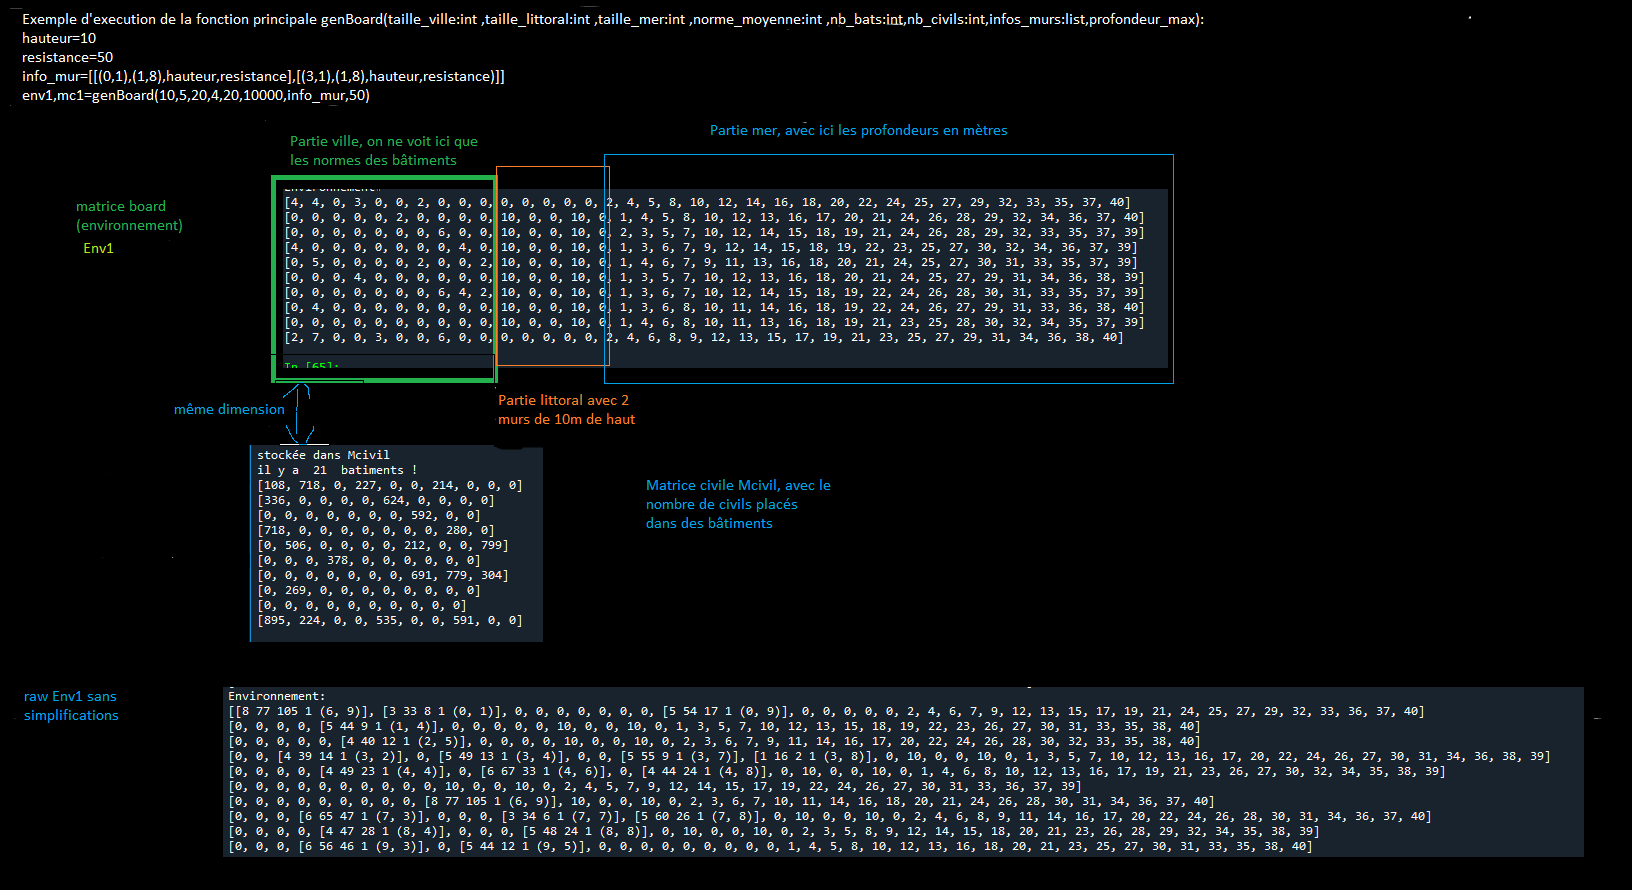 Exemple d'execution de la fonction principale genBoard(taille_ville:int ,taille_littoral:int ,taille_mer:int ,norme_moyenne:int ,nb_bats:int,nb_civils:int,infos_murs:list,profondeur_max):
hauteur=10
resistance=50
info_mur=[[(0,1),(1,8),hauteur,resistance],[(3,1),(1,8),hauteur,resistance)]]
env1,mc1=genBoard(10,5,20,4,20,10000,info_mur,50)
Partie ville, on ne voit ici que
les normes des bâtiments
Partie mer, avec ici les profondeurs en mètres
matrice board
(environnement)
Env1
Environnement:
[4, 4, 0, 3, 0, 0, 2, 0, 0, 0, 0, 0, 0, 0, 0, 2, 4, 5, 8, 10, 12, 14, 16, 18, 20, 22, 24, 25, 27, 29, 32, 33, 35, 37, 40]
[0, 0, 0, 0, 0, 2, 0, 0, 0, 0, 10, 0, 0, 10, 0, 1, 4, 5, 8, 10, 12, 13, 16, 17, 20, 21, 24, 26, 28, 29, 32, 34, 36, 37, 40]
[0, 0, 0, 0, 0, 0, 0, 6, 0, 0, 10, 0, 0, 10, 0, 2, 3, 5, 7, 10, 12, 14, 15, 18, 19, 21, 24, 26, 28, 29, 32, 33, 35, 37, 39]
[4, 0, 0, 0, 0, 0, 0, 0, 4, 0, 10, 0, 0, 10, 0, 1, 3, 6, 7, 9, 12, 14, 15, 18, 19, 22, 23, 25, 27, 30, 32, 34, 36, 37, 39]
[0, 5, 0, 0, 0, 0, 2, 0, 0, 2, 10, 0, 0, 10, 0, 1, 4, 6, 7, 9, 11, 13, 16, 18, 20, 21, 24, 25, 27, 30, 31, 33, 35, 37, 39]
[0, 0, 0, 4, 0, 0, 0, 0, 0, 0, 10, 0, 0, 10, 0, 1, 3, 5, 7, 10, 12, 13, 16, 18, 20, 21, 24, 25, 27, 29, 31, 34, 36, 38, 39]
[0, 0, 0, 0, 0, 0, 0, 6, 4, 2, 10, 0, 0, 10, 0, 1, 3, 6, 7, 10, 12, 14, 15, 18, 19, 22, 24, 26, 28, 30, 31, 33, 35, 37, 39]
[0, 4, 0, 0, 0, 0, 0, 0, 0, 0, 10, 0, 0, 10, 0, 1, 3, 6, 8, 10, 11, 14, 16, 18, 19, 22, 24, 26, 27, 29, 31, 33, 36, 38, 40]
[0, 0, 0, 0, 0, 0, 0, 0, 0, 0, 10, 0, 0, 10, 0, 1, 4, 6, 8, 10, 11, 13, 16, 18, 19, 21, 23, 25, 28, 30, 32, 34, 35, 37, 39]
[2, 7, 0, 0, 3, 0, 0, 6, 0, 0, 0, 0, 0, 0, 0, 2, 4, 6, 8, 9, 12, 13, 15, 17, 19, 21, 23, 25, 27, 29, 31, 34, 36, 38, 40]
In [65]:
même dimension
Partie littoral avec 2
murs de 10m de haut
stockée dans Mcivil
il y a  21  batiments !
[108, 718, 0, 227, 0, 0, 214, 0, 0, 0]
[336, 0, 0, 0, 0, 624, 0, 0, 0, 0]
[0, 0, 0, 0, 0, 0, 0, 592, 0, 0]
[718, 0, 0, 0, 0, 0, 0, 0, 280, 0]
[0, 506, 0, 0, 0, 0, 212, 0, 0, 799]
[0, 0, 0, 378, 0, 0, 0, 0, 0, 0]
[0, 0, 0, 0, 0, 0, 0, 691, 779, 304]
[0, 269, 0, 0, 0, 0, 0, 0, 0, 0]
[0, 0, 0, 0, 0, 0, 0, 0, 0, 0]
[895, 224, 0, 0, 535, 0, 0, 591, 0, 0]
Matrice civile Mcivil, avec le
nombre de civils placés
dans des bâtiments
raw Env1 sans
simplifications
Environnement:
[[8 77 105 1 (6, 9)], [3 33 8 1 (0, 1)], 0, 0, 0, 0, 0, 0, 0, [5 54 17 1 (0, 9)], 0, 0, 0, 0, 0, 2, 4, 6, 7, 9, 12, 13, 15, 17, 19, 21, 24, 25, 27, 29, 32, 33, 36, 37, 40]
[0, 0, 0, 0, [5 44 9 1 (1, 4)], 0, 0, 0, 0, 0, 10, 0, 0, 10, 0, 1, 3, 5, 7, 10, 12, 13, 15, 18, 19, 22, 23, 26, 27, 30, 31, 33, 35, 38, 40]
[0, 0, 0, 0, 0, [4 40 12 1 (2, 5)], 0, 0, 0, 0, 10, 0, 0, 10, 0, 2, 3, 6, 7, 9, 11, 14, 16, 17, 20, 22, 24, 26, 28, 30, 32, 33, 35, 38, 40]
[0, 0, [4 39 14 1 (3, 2)], 0, [5 49 13 1 (3, 4)], 0, 0, [5 55 9 1 (3, 7)], [1 16 2 1 (3, 8)], 0, 10, 0, 0, 10, 0, 1, 3, 5, 7, 10, 12, 13, 16, 17, 20, 22, 24, 26, 27, 30, 31, 34, 36, 38, 39]
[0, 0, 0, 0, [4 49 23 1 (4, 4)], 0, [6 67 33 1 (4, 6)], 0, [4 44 24 1 (4, 8)], 0, 10, 0, 0, 10, 0, 1, 4, 6, 8, 10, 12, 13, 16, 17, 19, 21, 23, 26, 27, 30, 32, 34, 35, 38, 39]
[0, 0, 0, 0, 0, 0, 0, 0, 0, 0, 10, 0, 0, 10, 0, 2, 4, 5, 7, 9, 12, 14, 15, 17, 19, 22, 24, 26, 27, 30, 31, 33, 36, 37, 39]
[0, 0, 0, 0, 0, 0, 0, 0, 0, [8 77 105 1 (6, 9)], 10, 0, 0, 10, 0, 2, 3, 6, 7, 10, 11, 14, 16, 18, 20, 21, 24, 26, 28, 30, 31, 34, 36, 37, 40]
[0, 0, 0, [6 65 47 1 (7, 3)], 0, 0, 0, [3 34 6 1 (7, 7)], [5 60 26 1 (7, 8)], 0, 10, 0, 0, 10, 0, 2, 4, 6, 8, 9, 11, 14, 16, 17, 20, 22, 24, 26, 28, 30, 31, 34, 36, 37, 40]
[0, 0, 0, 0, [4 47 28 1 (8, 4)], 0, 0, 0, [5 48 24 1 (8, 8)], 0, 10, 0, 0, 10, 0, 2, 3, 5, 8, 9, 12, 14, 15, 18, 20, 21, 23, 26, 28, 29, 32, 34, 35, 38, 39]
[0, 0, 0, [6 56 46 1 (9, 3)], 0, [5 44 12 1 (9, 5)], 0, 0, 0, 0, 0, 0, 0, 0, 0, 1, 4, 5, 8, 10, 12, 13, 16, 18, 20, 21, 23, 25, 27, 30, 31, 33, 35, 38, 40]